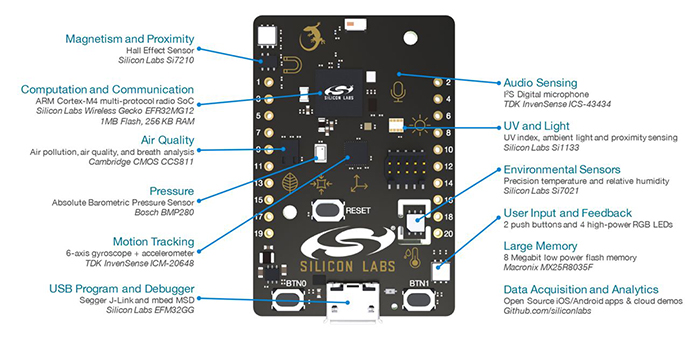 Magnetism and Proximity
Hall Effect Sensor
Silicon Labs Si7210
Computation and Communication
ARM Cortex-M4 multi-protocol radio SoC
Silicon Labs Wireless Gecko EFR32MG12
1MB Flash, 256 KB RAM
Air Quality
Air pollution, air quality, and breath analysis
Cambridge CMOS CCS811
Pressure
Absolute Barometric Pressure Sensor
Bosch BMP280
Motion Tracking
6-axis gyroscope + accelerometer
TDK InvenSense ICM-20648
USB Program and Debugger
Segger J-Link and mbed MSD
Silicon Labs EFM32GG
1
3
5
7
9
11
13
15
17
19
SILICON LABS
RESET
SILICON LABS
BTN0
BTN1
2
4
6
8
10
12
14
16
18
20
Audio Sensing
I²S Digital microphone
TDK InvenSense ICS-43434
UV and Light
UV index, ambient light and proximity sensing
Silicon Labs Si1133
Environmental Sensors
Precision temperature and relative humidity
Silicon Labs Si7021
User Input and Feedback
2 push buttons and 4 high-power RGB LEDs
Large Memory
8 Megabit low power flash memory
Macronix MX25R8035F
Data Acquisition and Analytics
Open Source iOS/Android apps & cloud demos
Github.com/siliconlabs